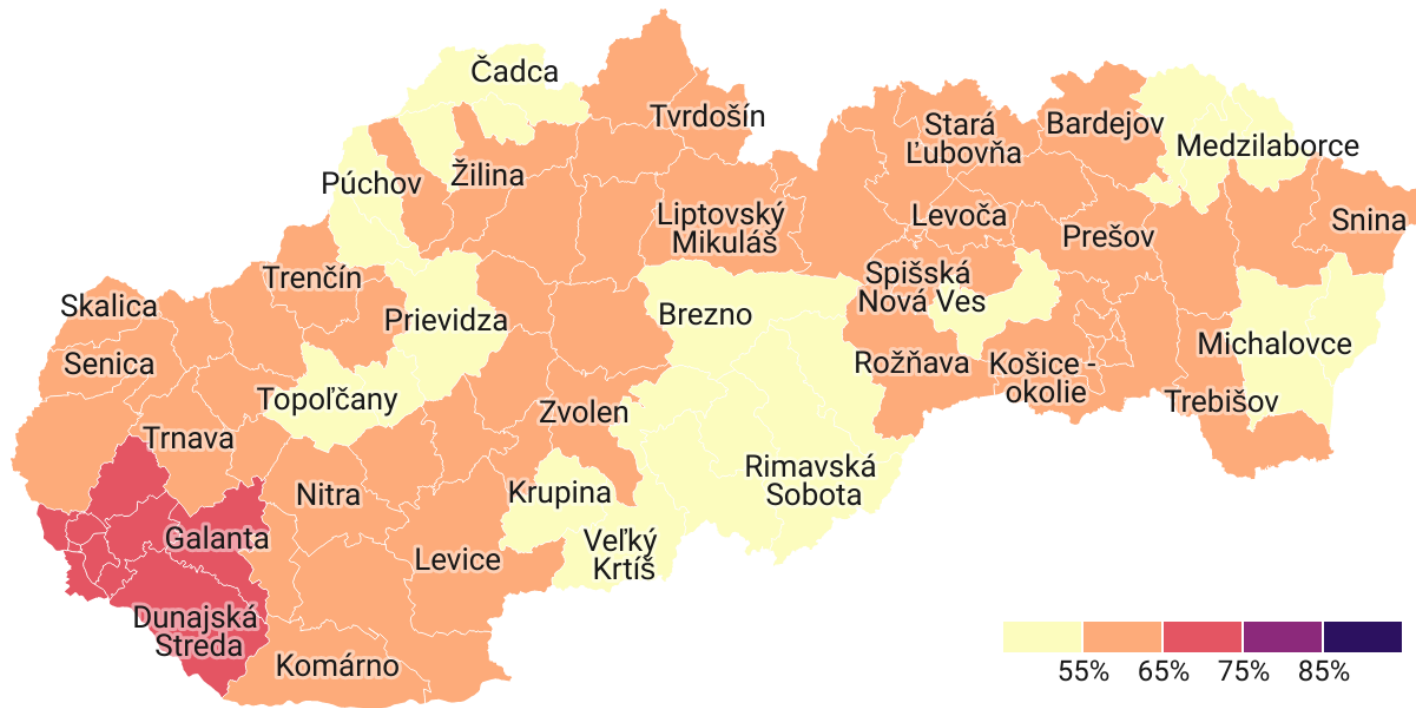 Čadca
Tvrdošín
Stará
Ľubovňa
Bardejov
Medzilaborce
Púchov
Žilina
Liptovský
Mikuláš
Levoča
Prešov
Snina
Trenčín
Spišská
Nová Ves
Skalica
Prievidza
Brezno
Senica
Rožňava
Košice -
okolie
Michalovce
Topoľčany
Zvolen
Trebišov
Trnava
Nitra
Krupina
Rimavská
Sobota
Galanta
Levice
Veľký
Krtíš
Dunajská
Streda
Komárno
55% 65% 75% 85%